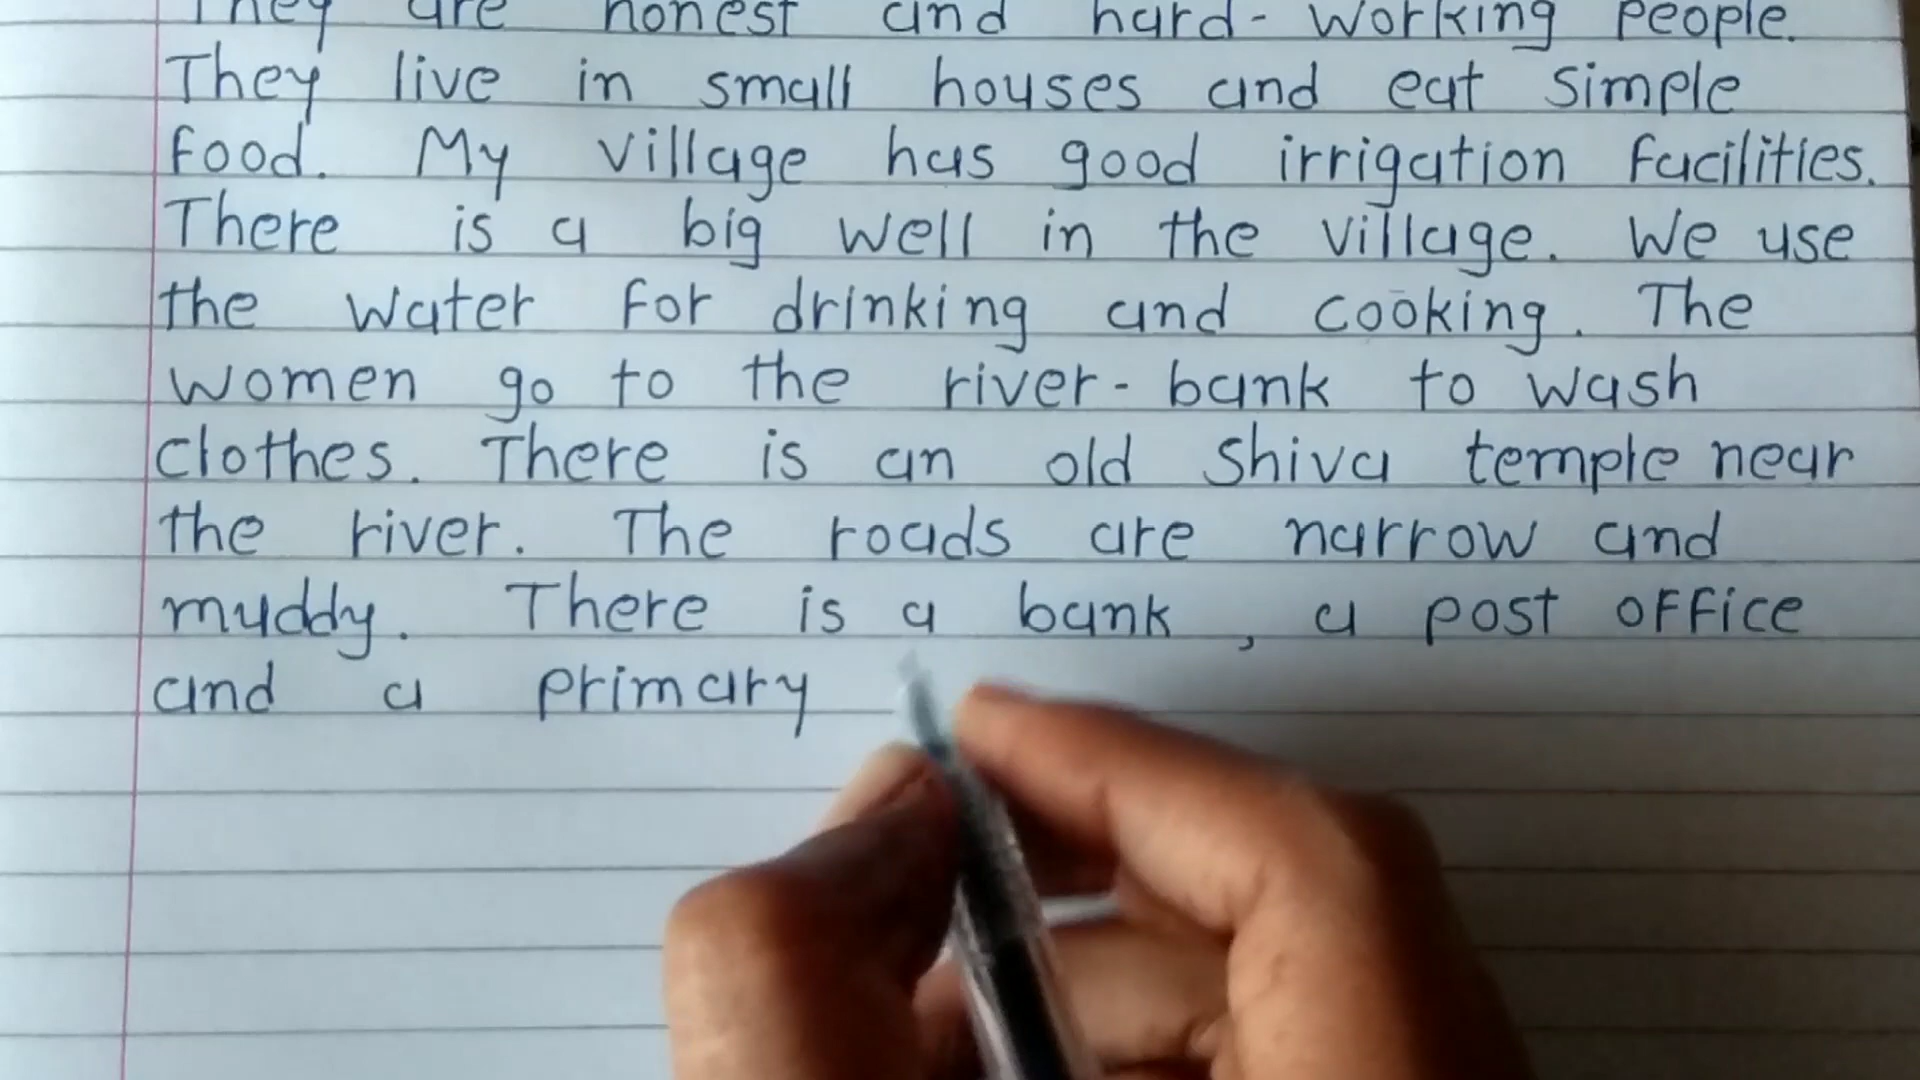 They are honest and hard-working people.
They live in small houses and eat simple
food. My village has good irrigation facilities.
There is a big well in the village. We use
the water for drinking and cooking. The
women go to the river-bank to wash
clothes. There is an old Shiva temple near
the river. The roads are narrow and
muddy. There is a bank, a post office
and a primary